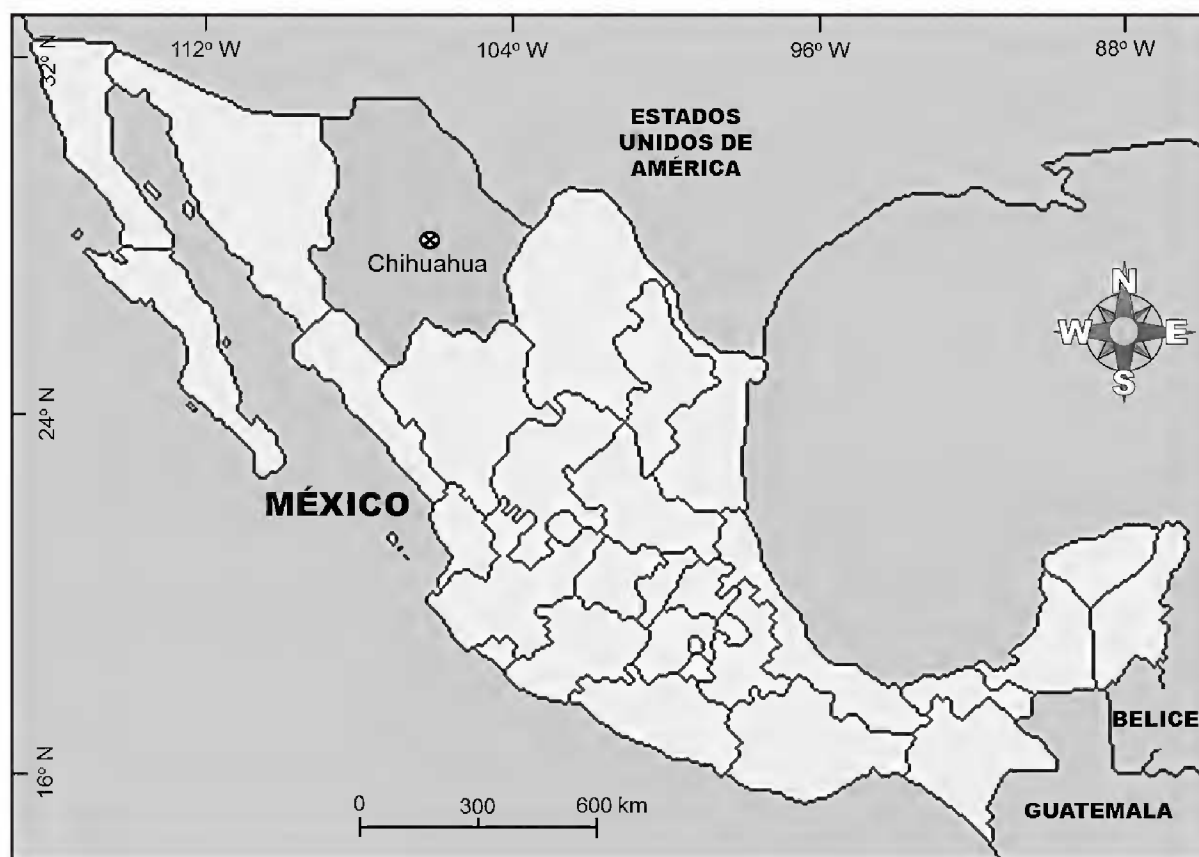 112º W
104º W
96º W
88º W
32º N
24º N
16º N
ESTADOS
UNIDOS DE
AMÉRICA
Chihuahua
N
W
E
S
MÉXICO
BELICE
GUATEMALA
0
300
600 km